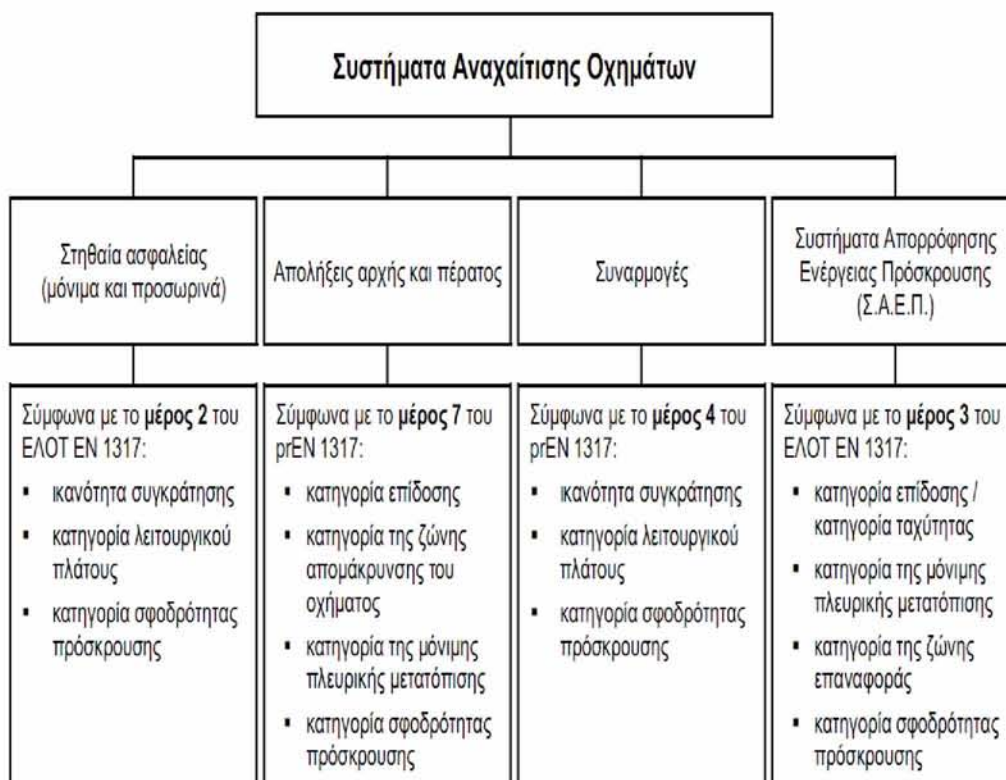 Συστήματα Αναχαίτισης Οχημάτων
Στηθαία ασφαλείας
(μόνιμα και προσωρινά)
Απολήξεις αρχής και πέρατος
Συναρμογές
Συστήματα Απορρόφησης
Ενέργειας Πρόσκρουσης
(Σ.Α.Ε.Π.)
Σύμφωνα με το μέρος 2 του
ΕΛΟΤ ΕΝ 1317:
▪ ικανότητα συγκράτησης
▪ κατηγορία λειτουργικού
πλάτους
▪ κατηγορία σφοδρότητας
πρόσκρουσης
Σύμφωνα με το μέρος 7 του
prEN 1317:
▪ κατηγορία επίδοσης
▪ κατηγορία της ζώνης
απομάκρυνσης του
οχήματος
▪ κατηγορία της μόνιμης
πλευρικής μετατόπισης
▪ κατηγορία σφοδρότητας
πρόσκρουσης
Σύμφωνα με το μέρος 4 του
prEN 1317:
▪ ικανότητα συγκράτησης
▪ κατηγορία λειτουργικού
πλάτους
▪ κατηγορία σφοδρότητας
πρόσκρουσης
Σύμφωνα με το μέρος 3 του
ΕΛΟΤ ΕΝ 1317:
▪ κατηγορία επίδοσης /
κατηγορία ταχύτητας
▪ κατηγορία της μόνιμης
πλευρικής μετατόπισης
▪ κατηγορία της ζώνης
επαναφοράς
▪ κατηγορία σφοδρότητας
πρόσκρουσης